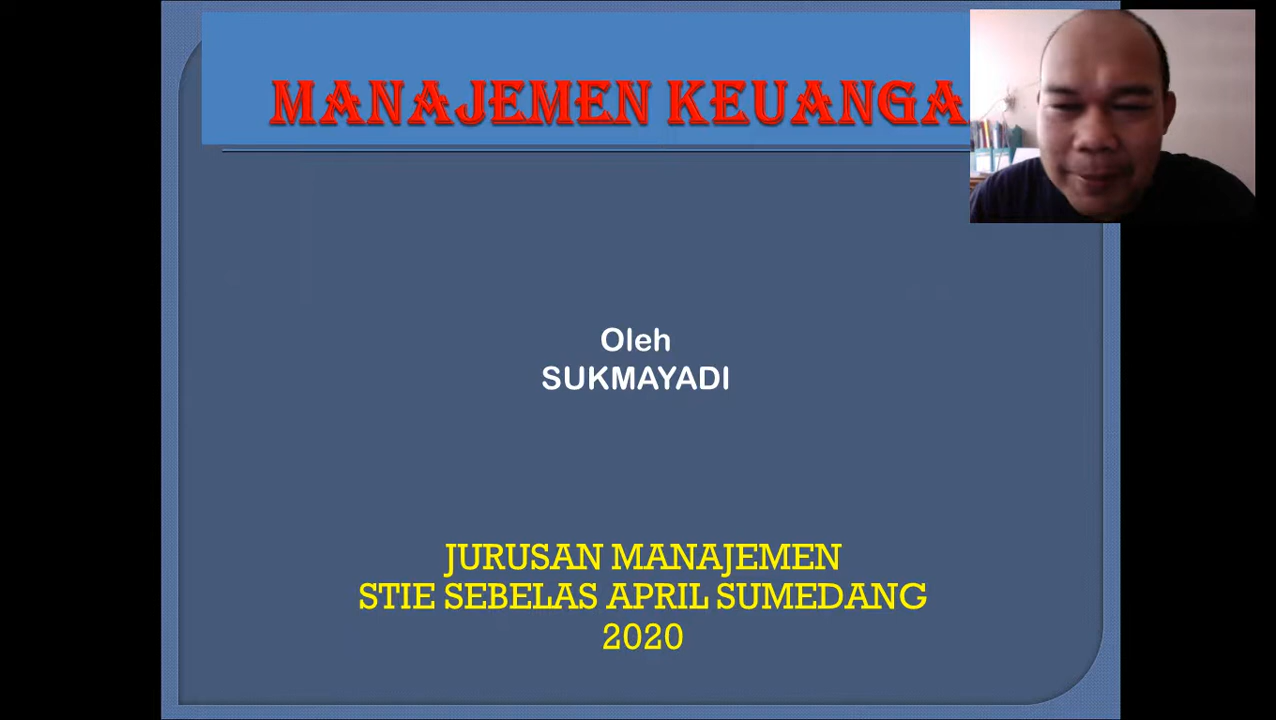 MANAJEMEN KEUANGA
Oleh
SUKMAYADI
JURUSAN MANAJEMEN
STIE SEBELAS APRIL SUMEDANG
2020